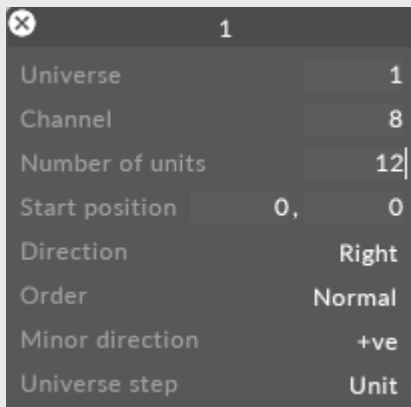 1
Universe 1
Channel 8
Number of units 12
Start position 0, 0
Direction Right
Order Normal
Minor direction +ve
Universe step Unit